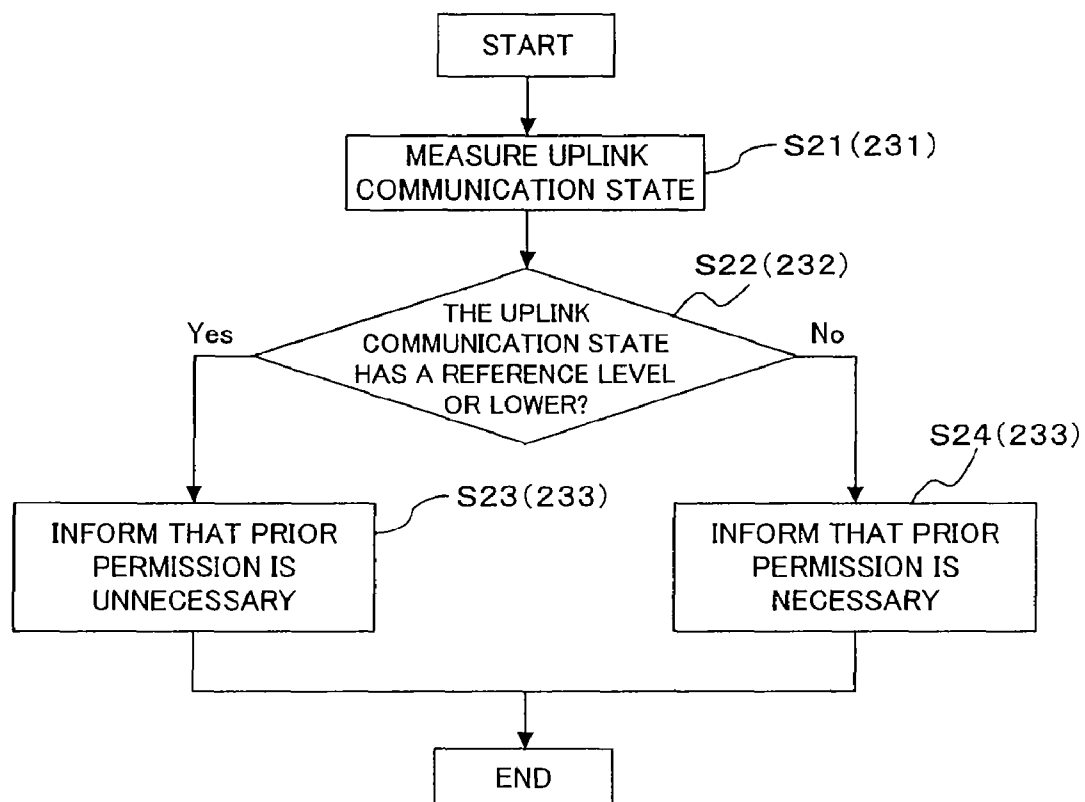 START
MEASURE UPLINK
COMMUNICATION STATE
S21(231)
S22(232)
THE UPLINK
COMMUNICATION STATE
HAS A REFERENCE LEVEL
OR LOWER?
Yes
No
S23(233)
S24(233)
INFORM THAT PRIOR
PERMISSION IS
UNNECESSARY
INFORM THAT PRIOR
PERMISSION IS
NECESSARY
END